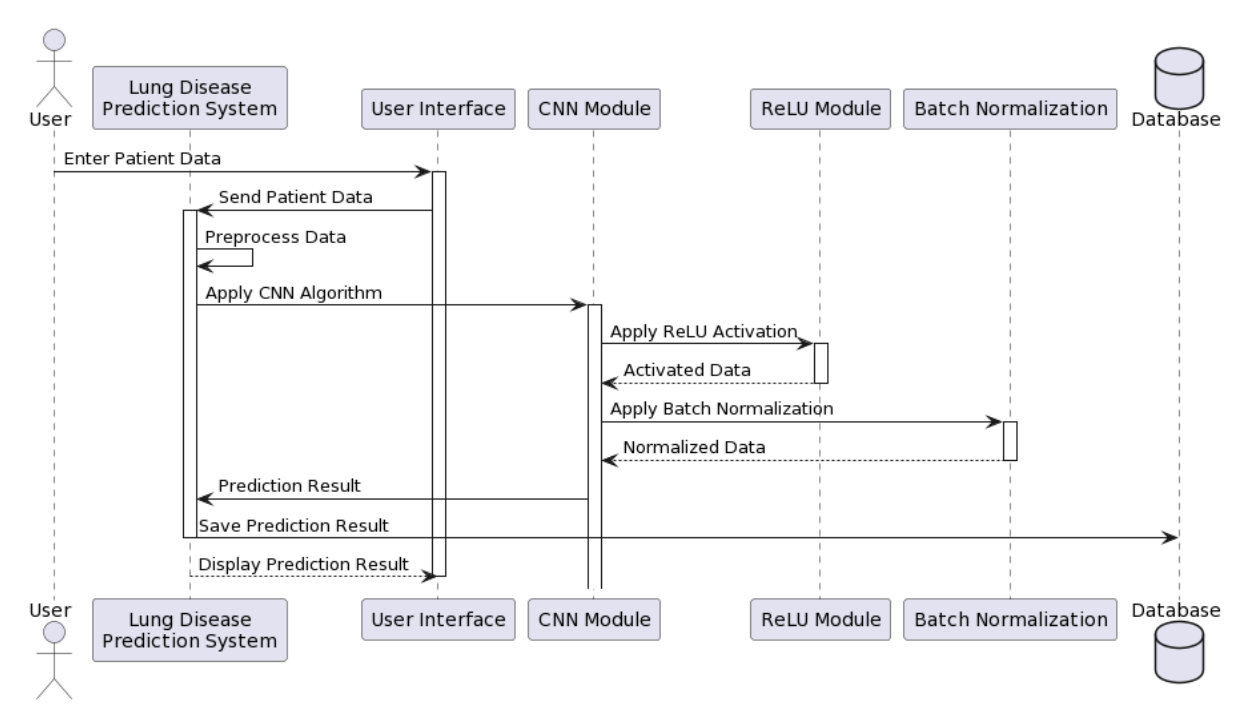 User
Lung Disease
Prediction System
User Interface
CNN Module
ReLU Module
Batch Normalization
Database
Enter Patient Data
Send Patient Data
Preprocess Data
Apply CNN Algorithm
Apply ReLU Activation
Activated Data
Apply Batch Normalization
Normalized Data
Prediction Result
Save Prediction Result
Display Prediction Result
User
Lung Disease
Prediction System
User Interface
CNN Module
ReLU Module
Batch Normalization
Database